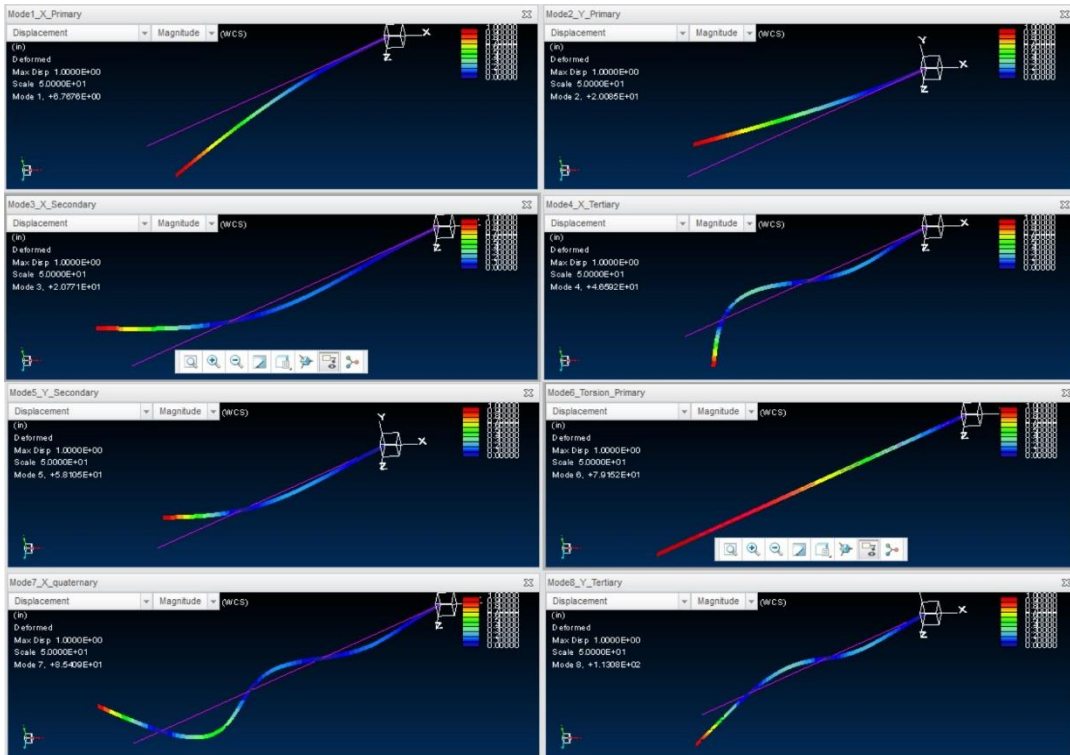 Mode1_X_Primary
Displacement Magnitude (WCS)
(in)
Deformed
Max Disp 1.0000E+00
Scale 5.0000E+01
Mode 1, +6.7676E+00
X
Z
Mode2_Y_Primary
Displacement Magnitude (WCS)
(in)
Deformed
Max Disp 1.0000E+00
Scale 5.0000E+01
Mode 2, +2.0085E+01
Y
X
Z
Mode3_X_Secondary
Displacement Magnitude (WCS)
(in)
Deformed
Max Disp 1.0000E+00
Scale 5.0000E+01
Mode 3, +2.0771E+01
Z
Mode4_X_Tertiary
Displacement Magnitude (WCS)
(in)
Deformed
Max Disp 1.0000E+00
Scale 5.0000E+01
Mode 4, +4.6592E+01
X
Z
Mode5_Y_Secondary
Displacement Magnitude (WCS)
(in)
Deformed
Max Disp 1.0000E+00
Scale 5.0000E+01
Mode 5, +5.8105E+01
Y
X
Z
Mode6_Torsion_Primary
Displacement Magnitude (WCS)
(in)
Deformed
Max Disp 1.0000E+00
Scale 5.0000E+01
Mode 6, +7.9152E+01
Z
Mode7_X_quaternary
Displacement Magnitude (WCS)
(in)
Deformed
Max Disp 1.0000E+00
Scale 5.0000E+01
Mode 7, +8.5409E+01
Z
Mode8_Y_Tertiary
Displacement Magnitude (WCS)
(in)
Deformed
Max Disp 1.0000E+00
Scale 5.0000E+01
Mode 8, +1.1308E+02
Y
X
Z